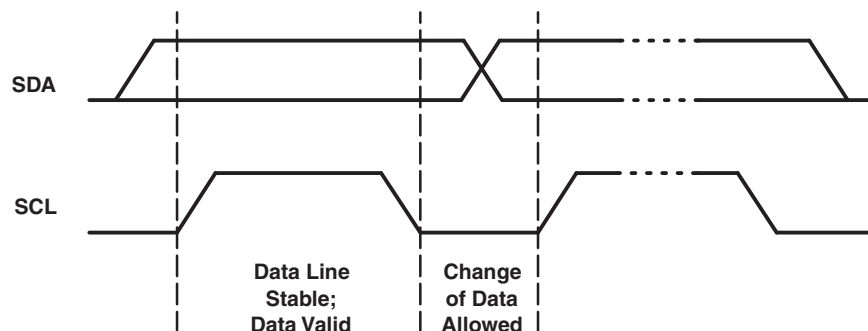 SDA
SCL
Data Line
Stable;
Data Valid
Change
of Data
Allowed